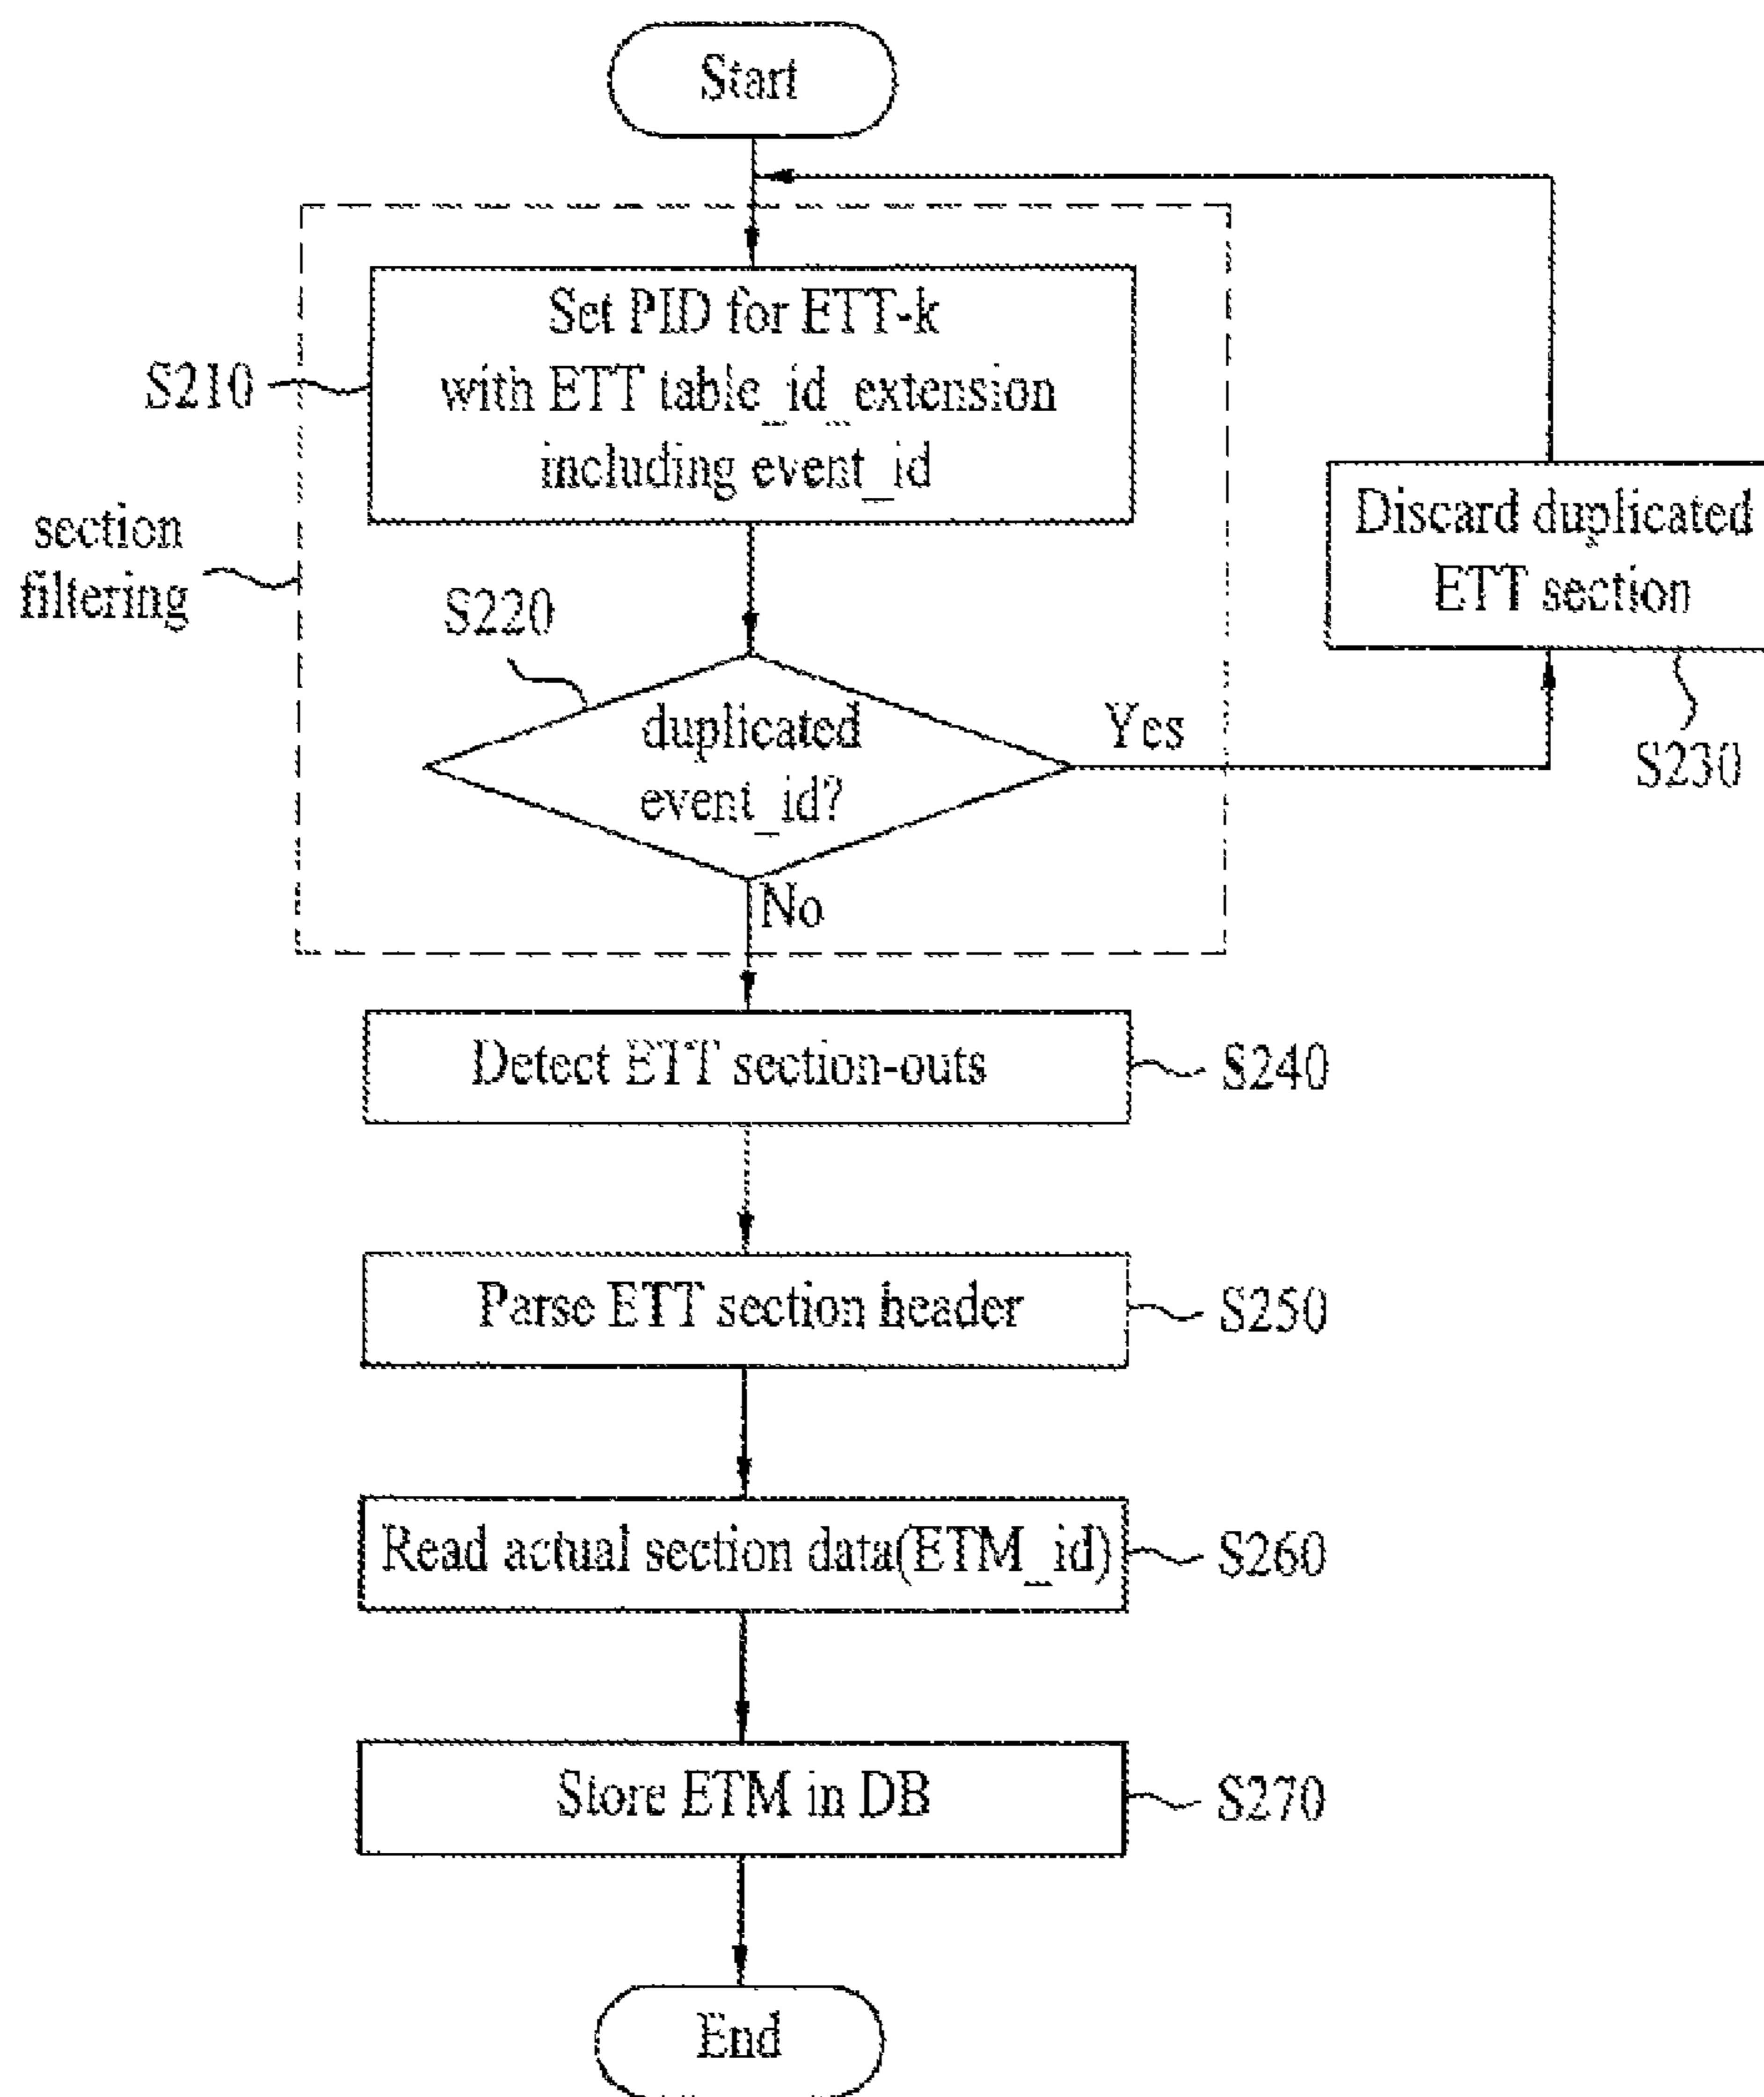 Start
Set PID for ETT-k
with ETT table_id_extension
including event_id
S210
section
filtering
Discard duplicated
ETT section
S230
S220
duplicated
event_id?
Yes
No
Detect ETT section-outs
S240
Parse ETT section header
S250
Read actual section data(ETM_id)
S260
Store ETM in DB
S270
End